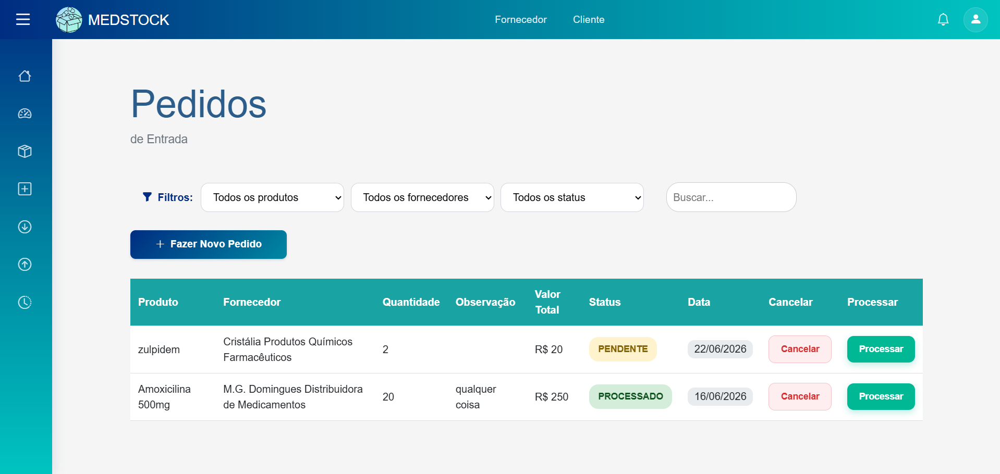 MEDSTOCK
Fornecedor
Cliente
Pedidos
de Entrada
Filtros:
Todos os produtos
Todos os fornecedores
Todos os status
Buscar...
Fazer Novo Pedido
Produto
Fornecedor
Quantidade
Observação
Valor
Total
Status
Data
Cancelar
Processar
zulpidem
Cristália Produtos Químicos
Farmacêuticos
2
R$ 20
PENDENTE
22/06/2026
Cancelar
Processar
Amoxicilina
500mg
M.G. Domingues Distribuidora
de Medicamentos
20
qualquer
coisa
R$ 250
PROCESSADO
16/06/2026
Cancelar
Processar